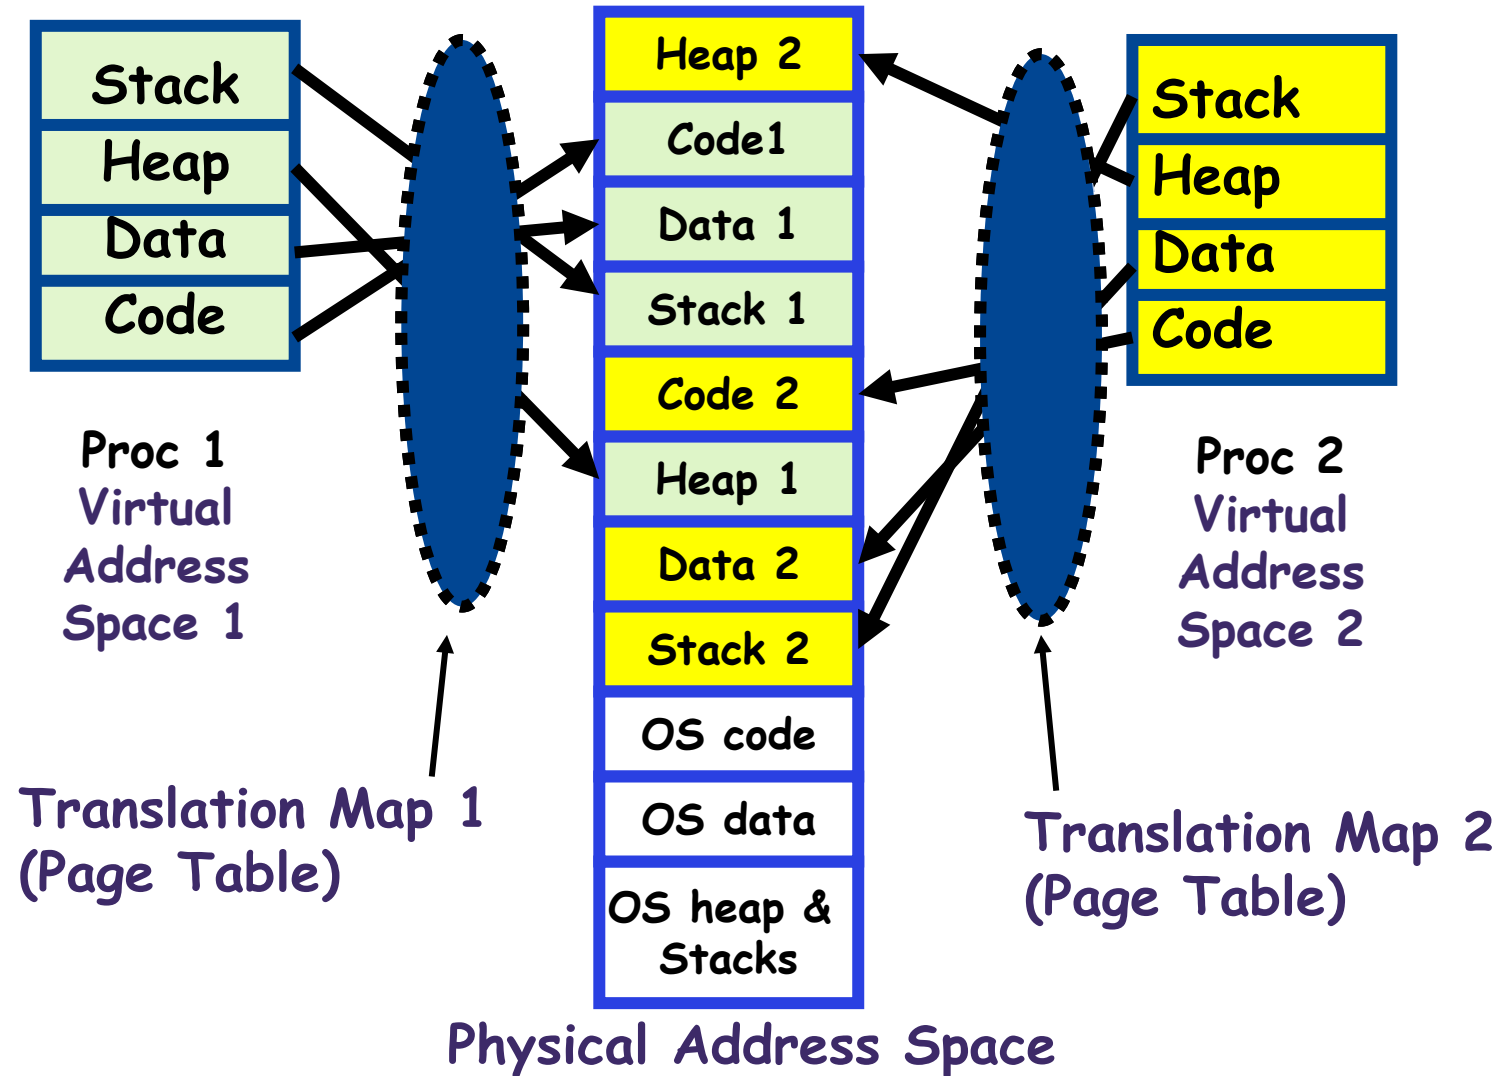 Stack
Heap
Data
Code
Proc 1
Virtual
Address
Space 1
Translation Map 1
(Page Table)
Heap 2
Code1
Data 1
Stack 1
Code 2
Heap 1
Data 2
Stack 2
OS code
OS data
OS heap &
Stacks
Physical Address Space
Stack
Heap
Data
Code
Proc 2
Virtual
Address
Space 2
Translation Map 2
(Page Table)